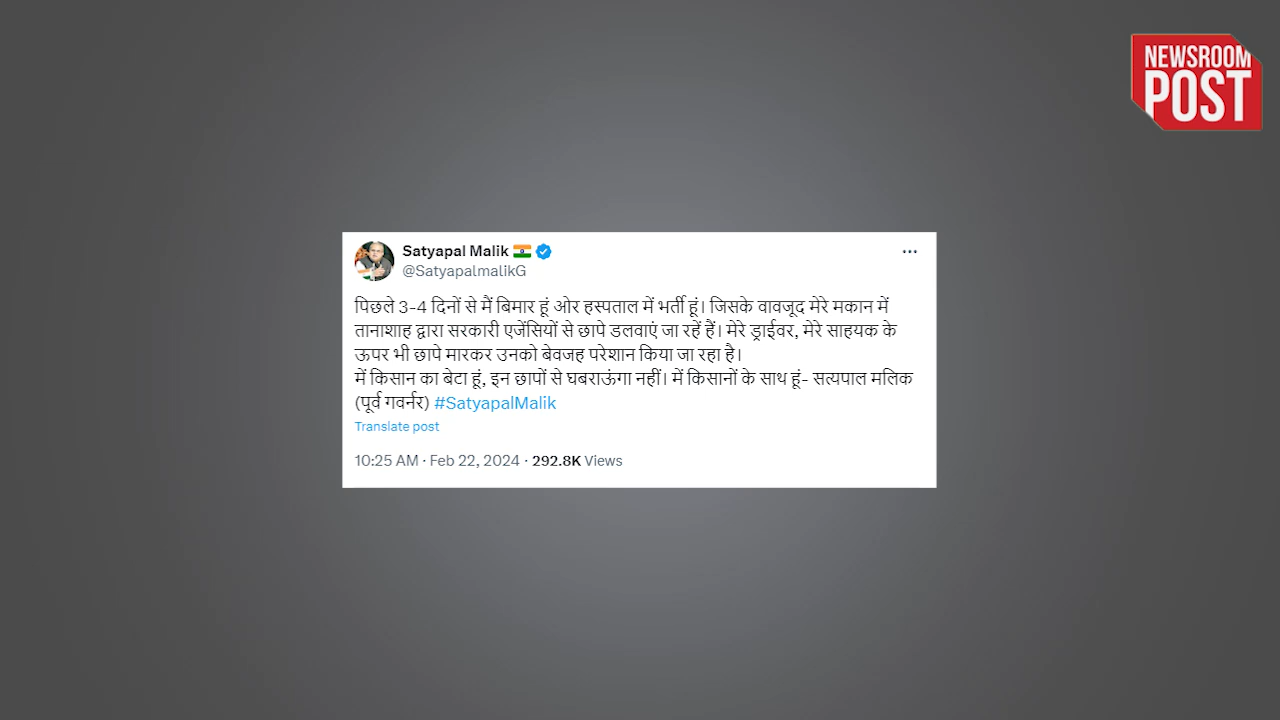 NEWSROOM
POST
Satyapal Malik 🇮🇳
@SatyapalmalikG
पिछले 3-4 दिनों से मैं बिमार हूं ओर हस्पताल में भर्ती हूं। जिसके वावजूद मेरे मकान में
तानाशाह द्वारा सरकारी एजेंसियों से छापे डलवाएं जा रहें हैं। मेरे ड्राईवर, मेरे साहयक के
ऊपर भी छापे मारकर उनको बेवजह परेशान किया जा रहा है।
में किसान का बेटा हूं, इन छापों से घबराऊंगा नहीं। में किसानों के साथ हूं- सत्यपाल मलिक
(पूर्व गवर्नर) #SatyapalMalik
Translate post
10:25 AM · Feb 22, 2024 · 292.8K Views